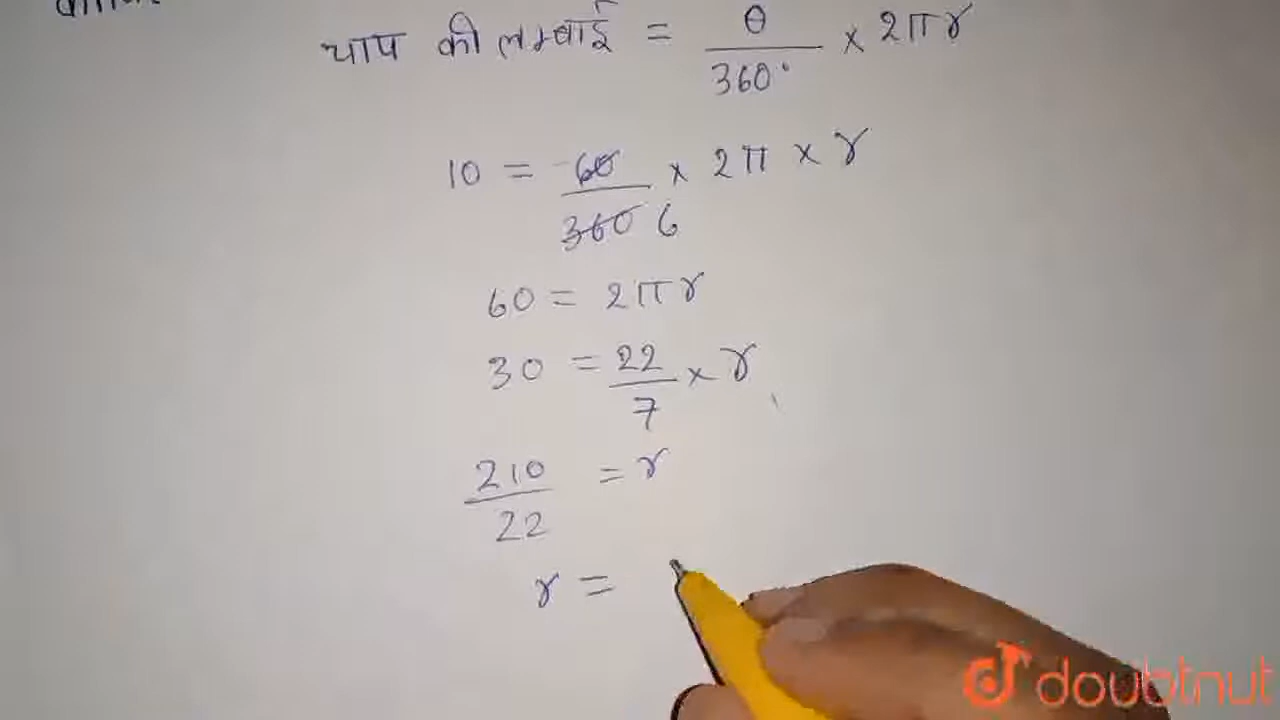 चाप की लम्बाई = θ/360° × 2πr
10 = 60/360 6 × 2π × r
60 = 2πr
30 = 22/7 × r
210/22 = r
r =
doubtnut